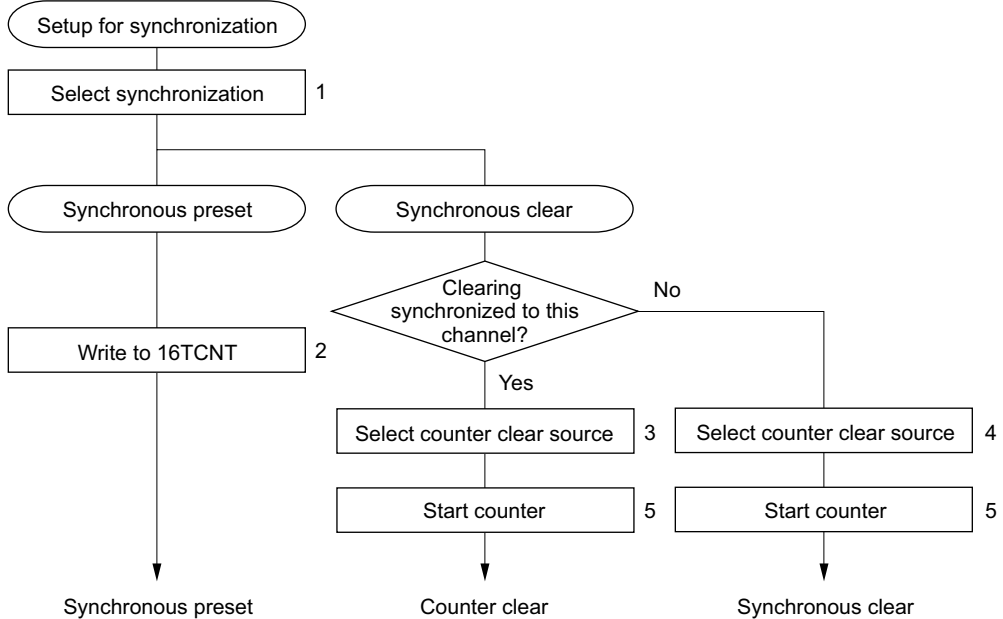 Setup for synchronization
Select synchronization 1
Synchronous preset
Synchronous clear
Clearing
synchronized to this
channel?
No
Yes
Write to 16TCNT 2
Select counter clear source 3
Select counter clear source 4
Start counter 5
Start counter 5
Synchronous preset
Counter clear
Synchronous clear